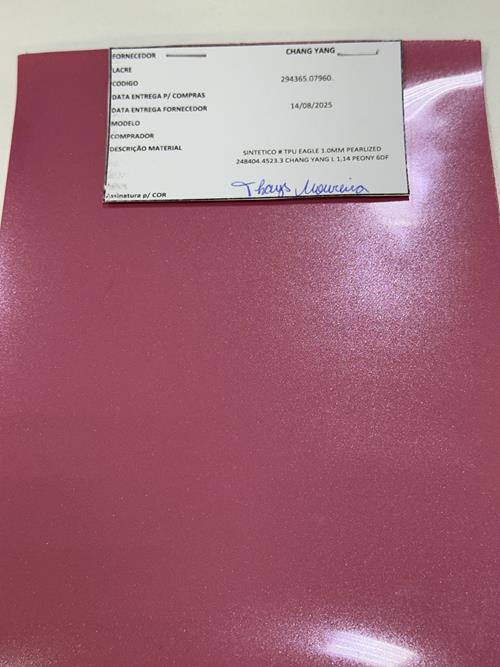 FORNECEDOR CHANG YANG
LACRE
CODIGO 294365.07960.
DATA ENTREGA P/ COMPRAS
DATA ENTREGA FORNECEDOR 14/08/2025
MODELO
COMPRADOR
DESCRIÇÃO MATERIAL SINTETICO # TPU EAGLE 1.0MM PEARLIZED
248404.4523.3 CHANG YANG L 1,14 PEONY 6DF
Assinatura p/ COR Thays Moureira